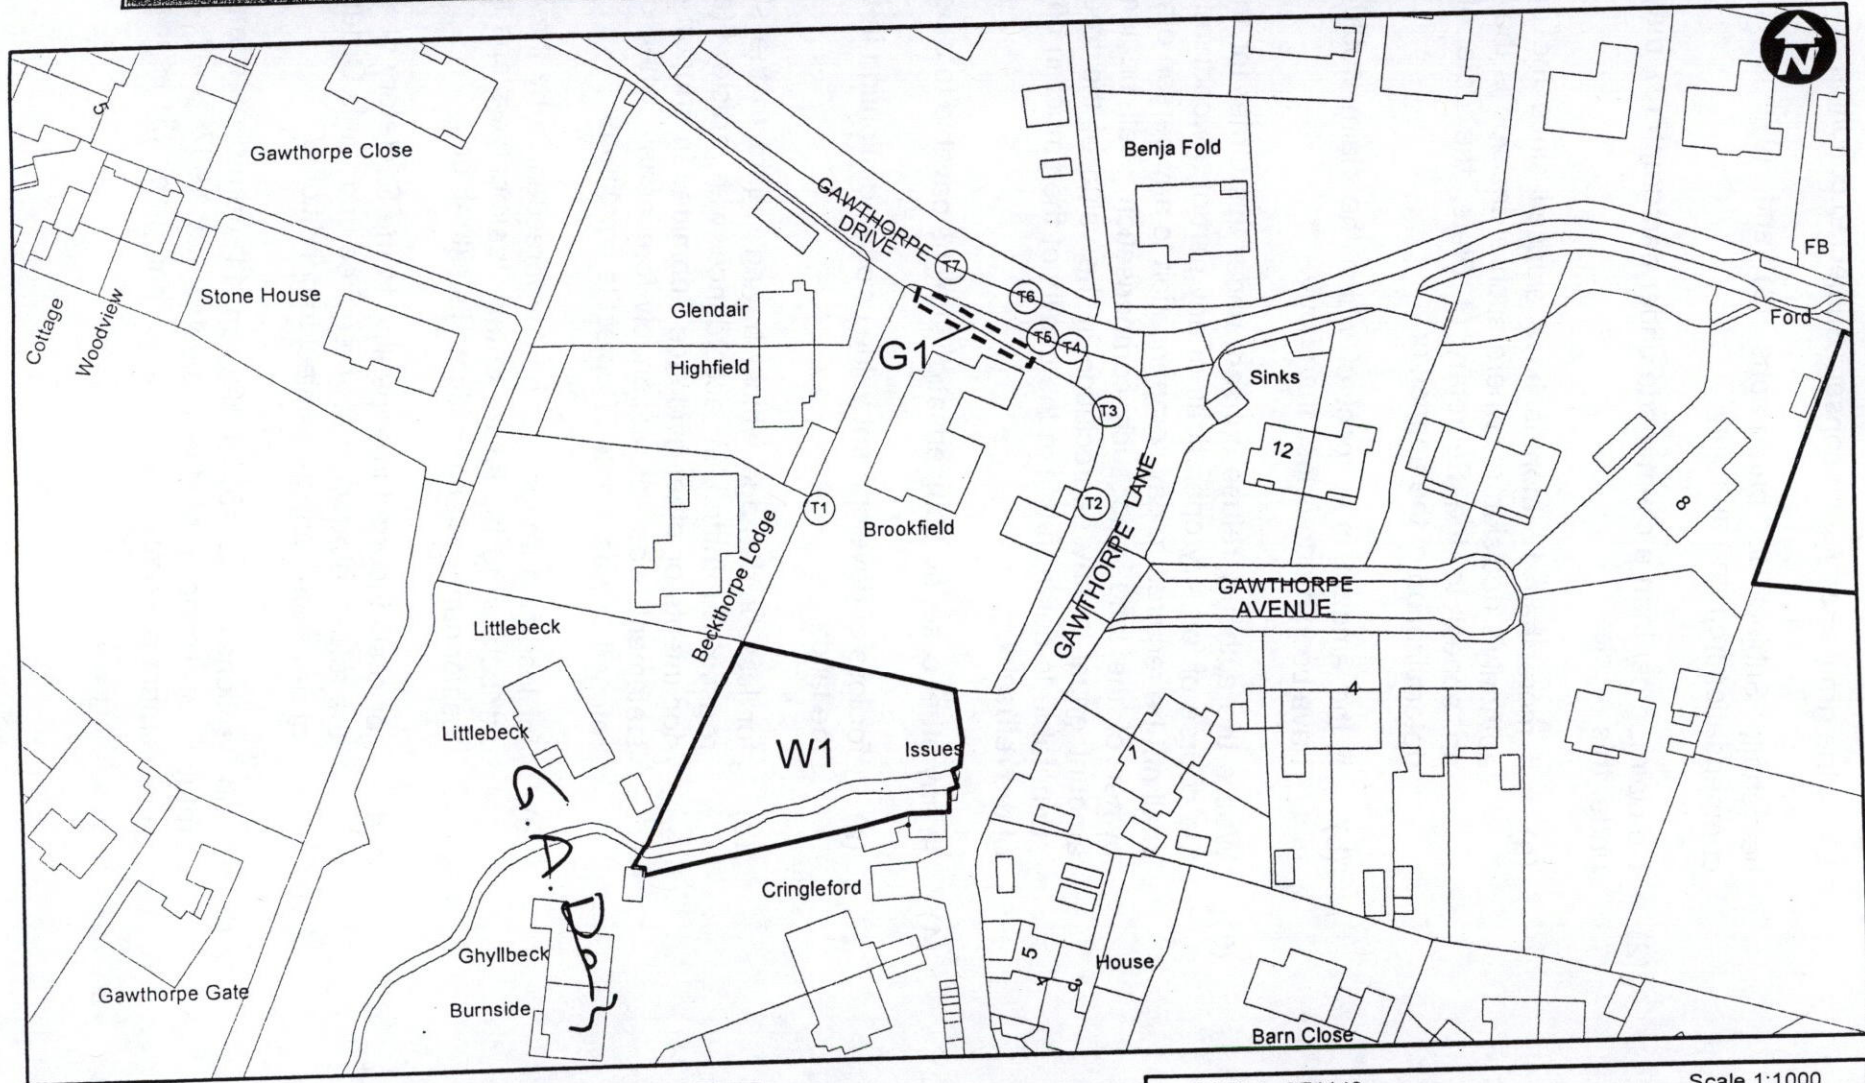 N
5
Gawthorpe Close
Benja Fold
GAWTHORPE
DRIVE
T7
FB
Cottage
Woodview
Stone House
Glendair
T6
Ford
G1
T5
T4
Highfield
Sinks
T3
12
T1
Brookfield
T2
8
GAWTHORPE LANE
Beckthorpe Lodge
GAWTHORPE
AVENUE
Littlebeck
4
Littlebeck
W1
Issues
1
Cringleford
Ghyllbeck
5
4
House
Gawthorpe Gate
Burnside
Barn Close
Scale 1:1000